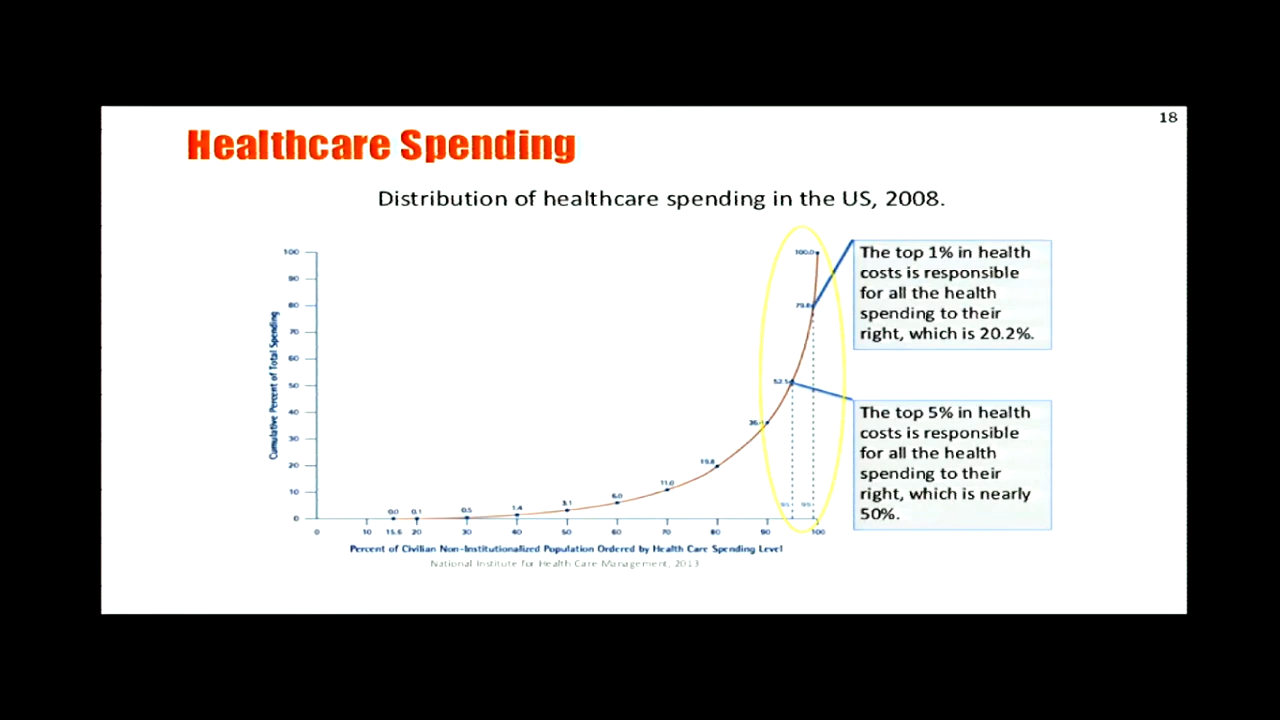 18
Healthcare Spending
Distribution of healthcare spending in the US, 2008.
100
90
80
70
60
50
40
30
20
10
0
Cumulative Percent of Total Spending
0.0
0.1
0.5
1.4
3.1
6.0
11.0
19.8
36.1
52.5
79.8
100.0
95
99
0
10
15.6
20
30
40
50
60
70
80
90
100
Percent of Civilian Non-Institutionalized Population Ordered by Health Care Spending Level
National Institute for Health Care Management, 2013
The top 1% in health
costs is responsible
for all the health
spending to their
right, which is 20.2%.
The top 5% in health
costs is responsible
for all the health
spending to their
right, which is nearly
50%.